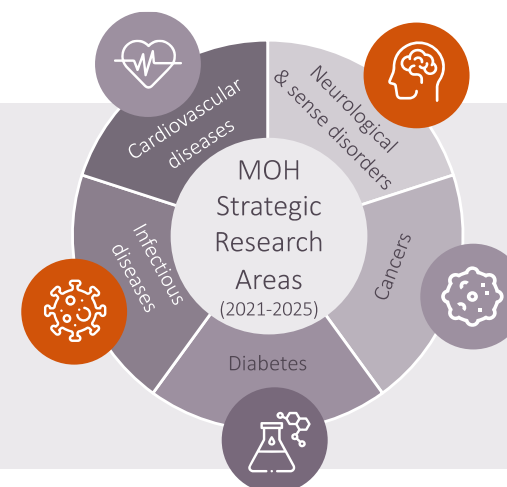 MOH
Strategic
Research
Areas
(2021-2025)
Neurological
& sense disorders
Cancers
Diabetes
Infectious
diseases
Cardiovascular
diseases